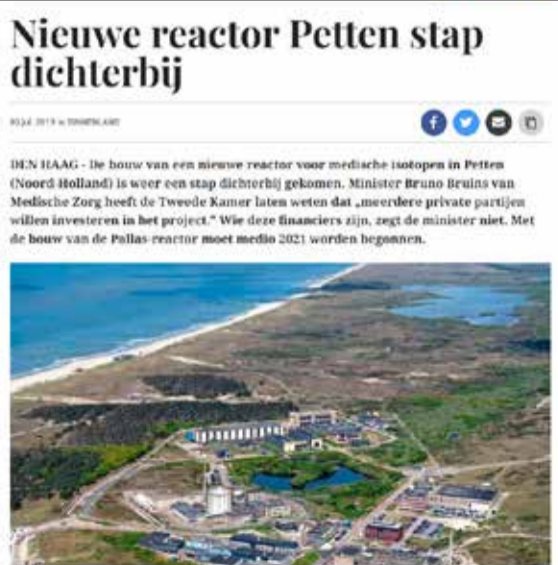 Nieuwe reactor Petten stap
dichterbij
2019 in BINNENLAND
DEN HAAG - De bouw van een nieuwe reactor voor medische isotopen in Petten
(Noord-Holland) is weer een stap dichterbij gekomen. Minister Bruno Bruins van
Medische Zorg heeft de Tweede Kamer laten weten dat „meerdere private partijen
willen investeren in het project." Wie deze financiers zijn, zegt de minister niet. Met
de bouw van de Pallas-reactor moet medio 2021 worden begonnen.